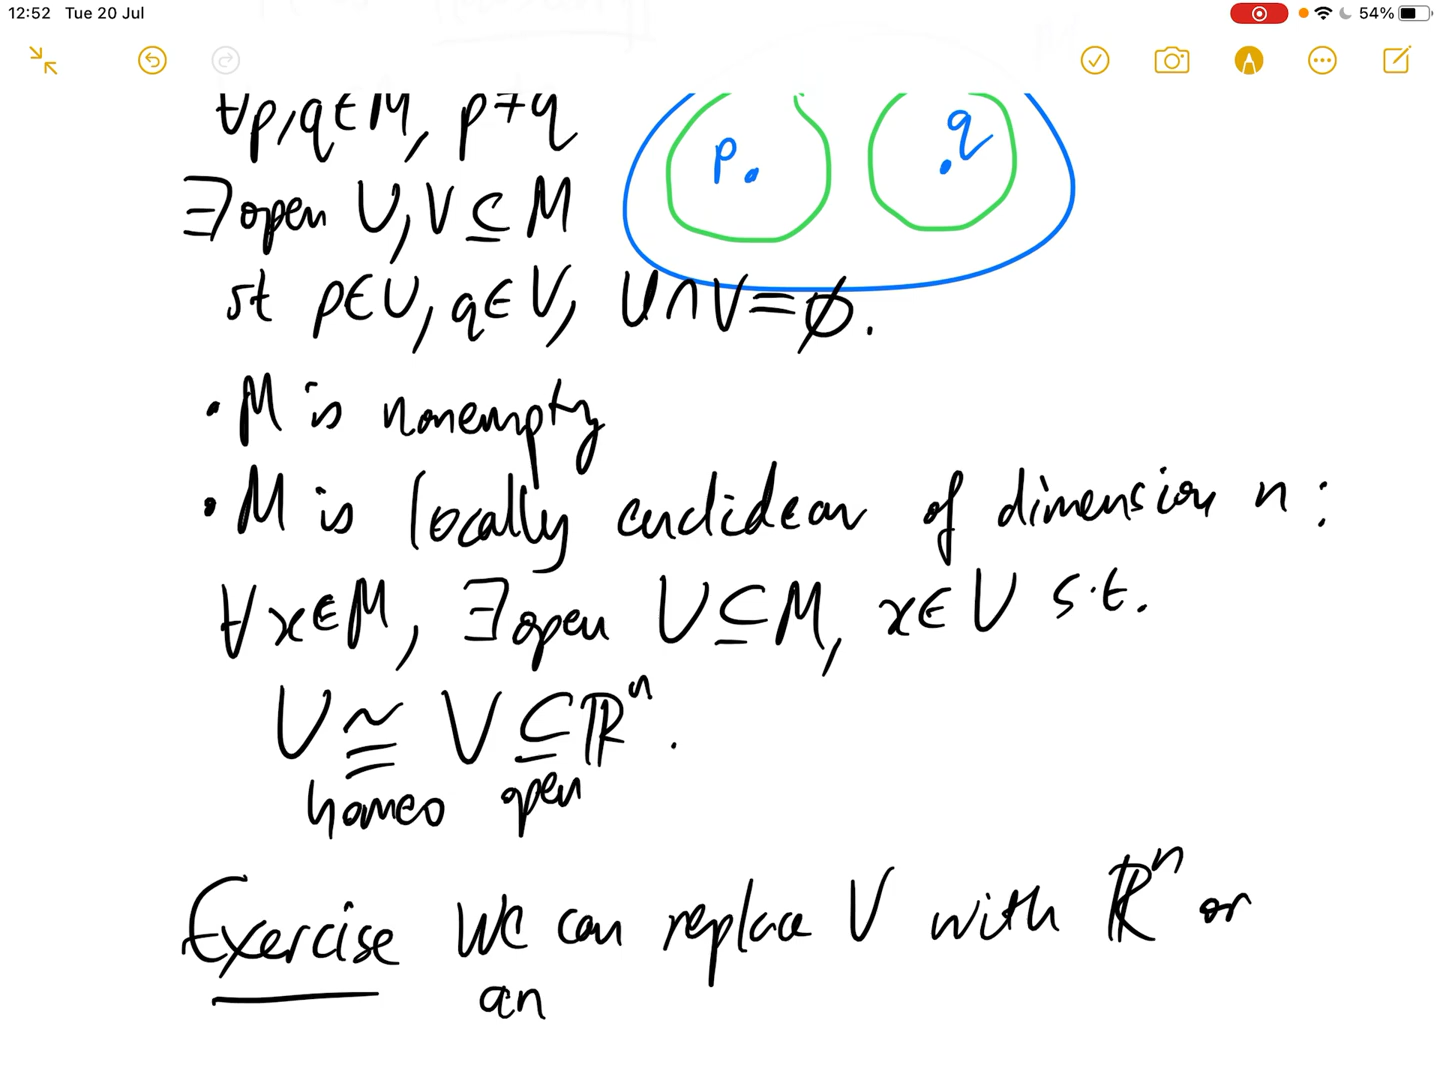 12:52 Tue 20 Jul
54%
∀p,q∈M, p≠q
p.
.q
∃open U,V⊆M
st p∈U, q∈V, U∩V=∅.
• M is nonempty
• M is locally euclidean of dimension n:
∀x∈M, ∃open U⊆M, x∈U s.t.
U≅V⊆ℝⁿ.
homeo open
Exercise We can replace V with ℝⁿ or
an